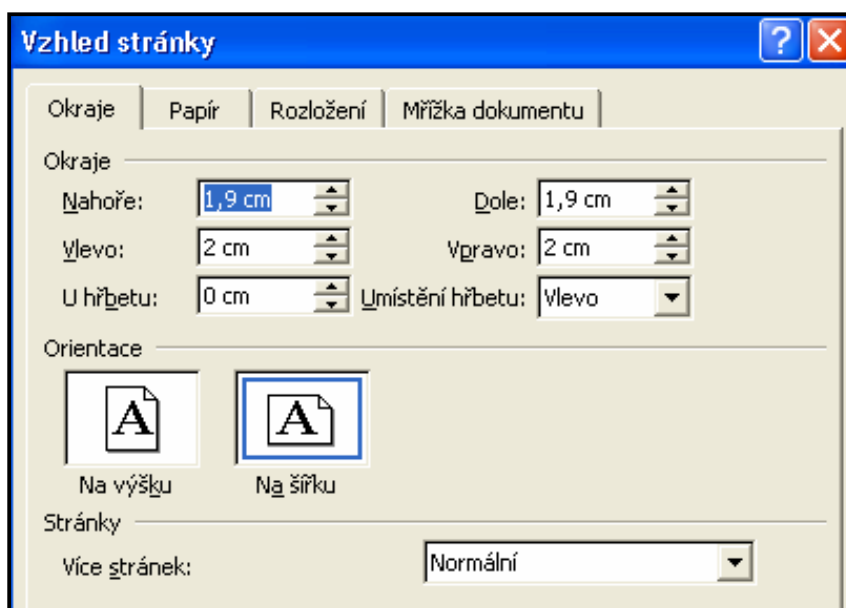 Vzhled stránky
Okraje Papír Rozložení Mřížka dokumentu
Okraje
Nahoře: 1,9 cm Dole: 1,9 cm
Vlevo: 2 cm Vpravo: 2 cm
U hřbetu: 0 cm Umístění hřbetu: Vlevo
Orientace
A A
Na výšku Na šířku
Stránky
Více stránek: Normální